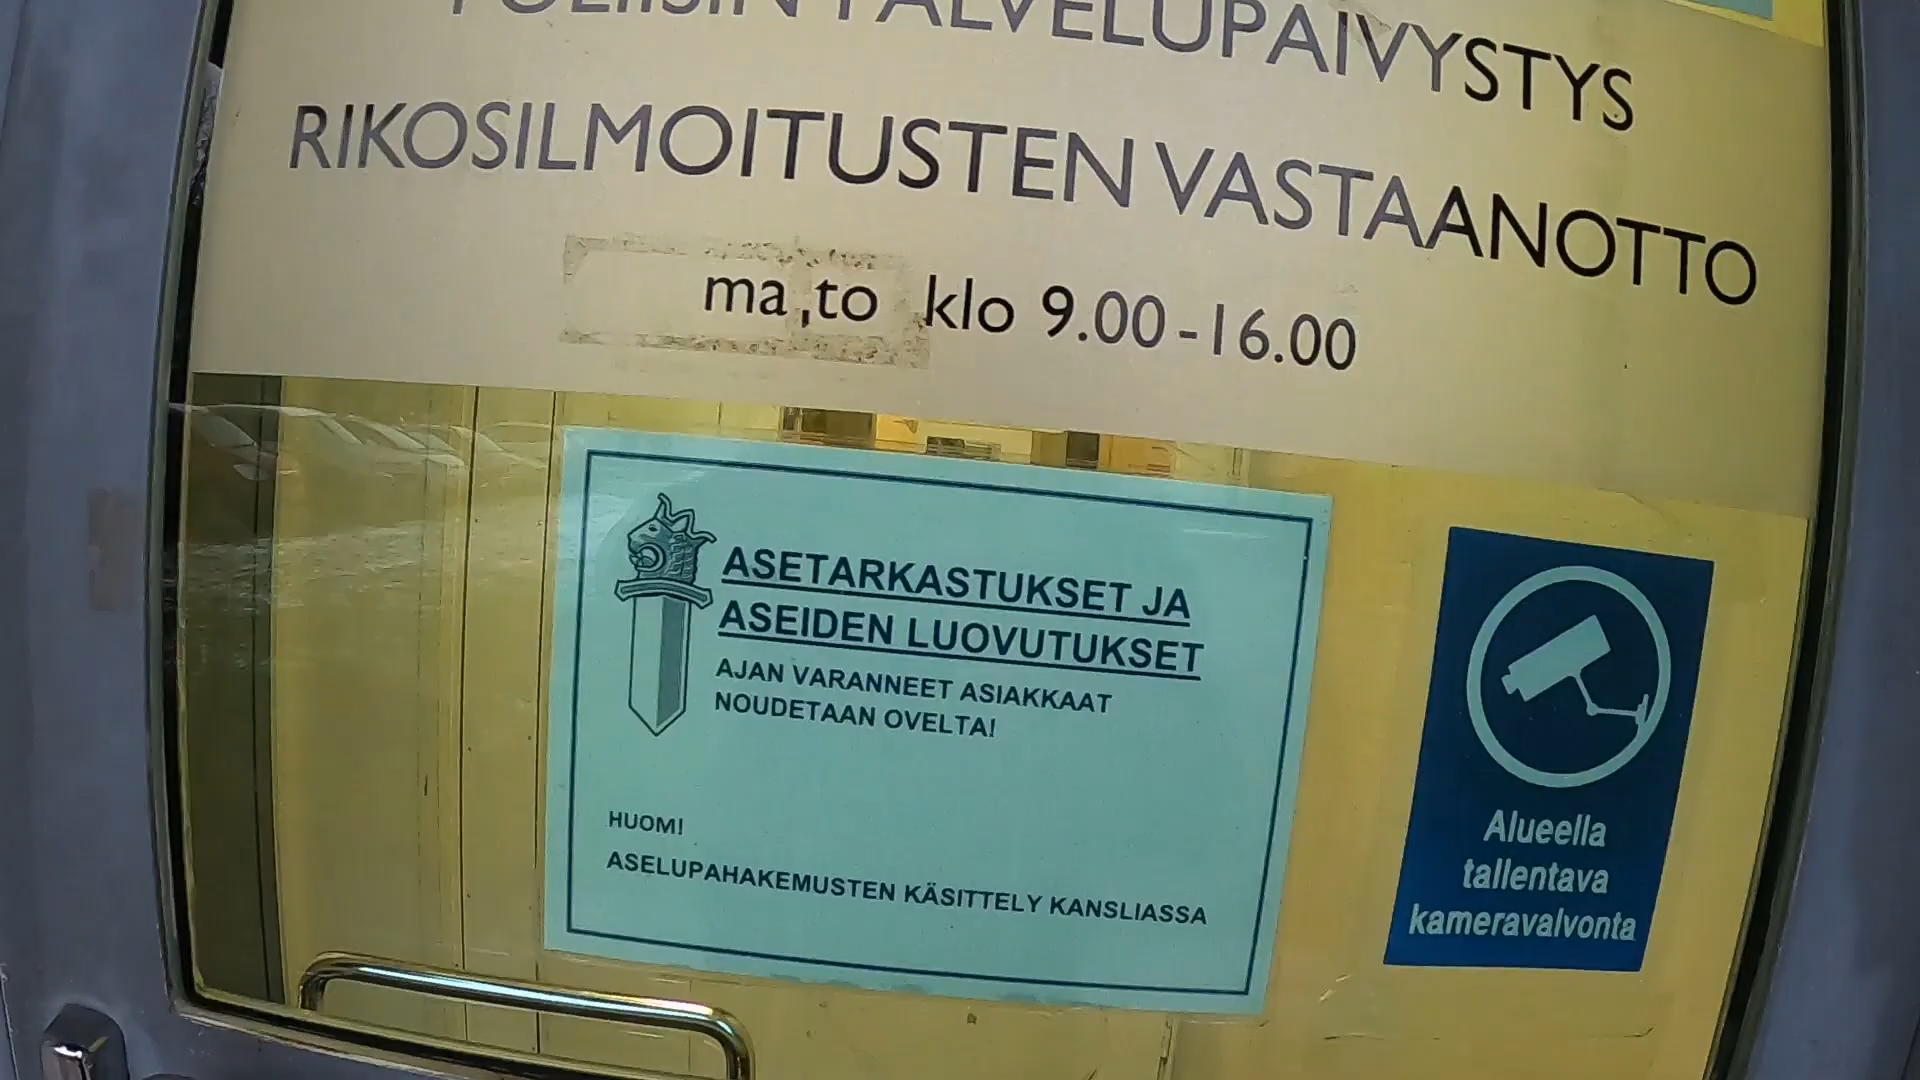 POLIISIN PALVELUPÄIVYSTYS
RIKOSILMOITUSTEN VASTAANOTTO
ma,to klo 9.00-16.00
ASETARKASTUKSET JA
ASEIDEN LUOVUTUKSET
AJAN VARANNEET ASIAKKAAT
NOUDETAAN OVELTA!
HUOM!
ASELUPAHAKEMUSTEN KÄSITTELY KANSLIASSA
Alueella
tallentava
kameravalvonta